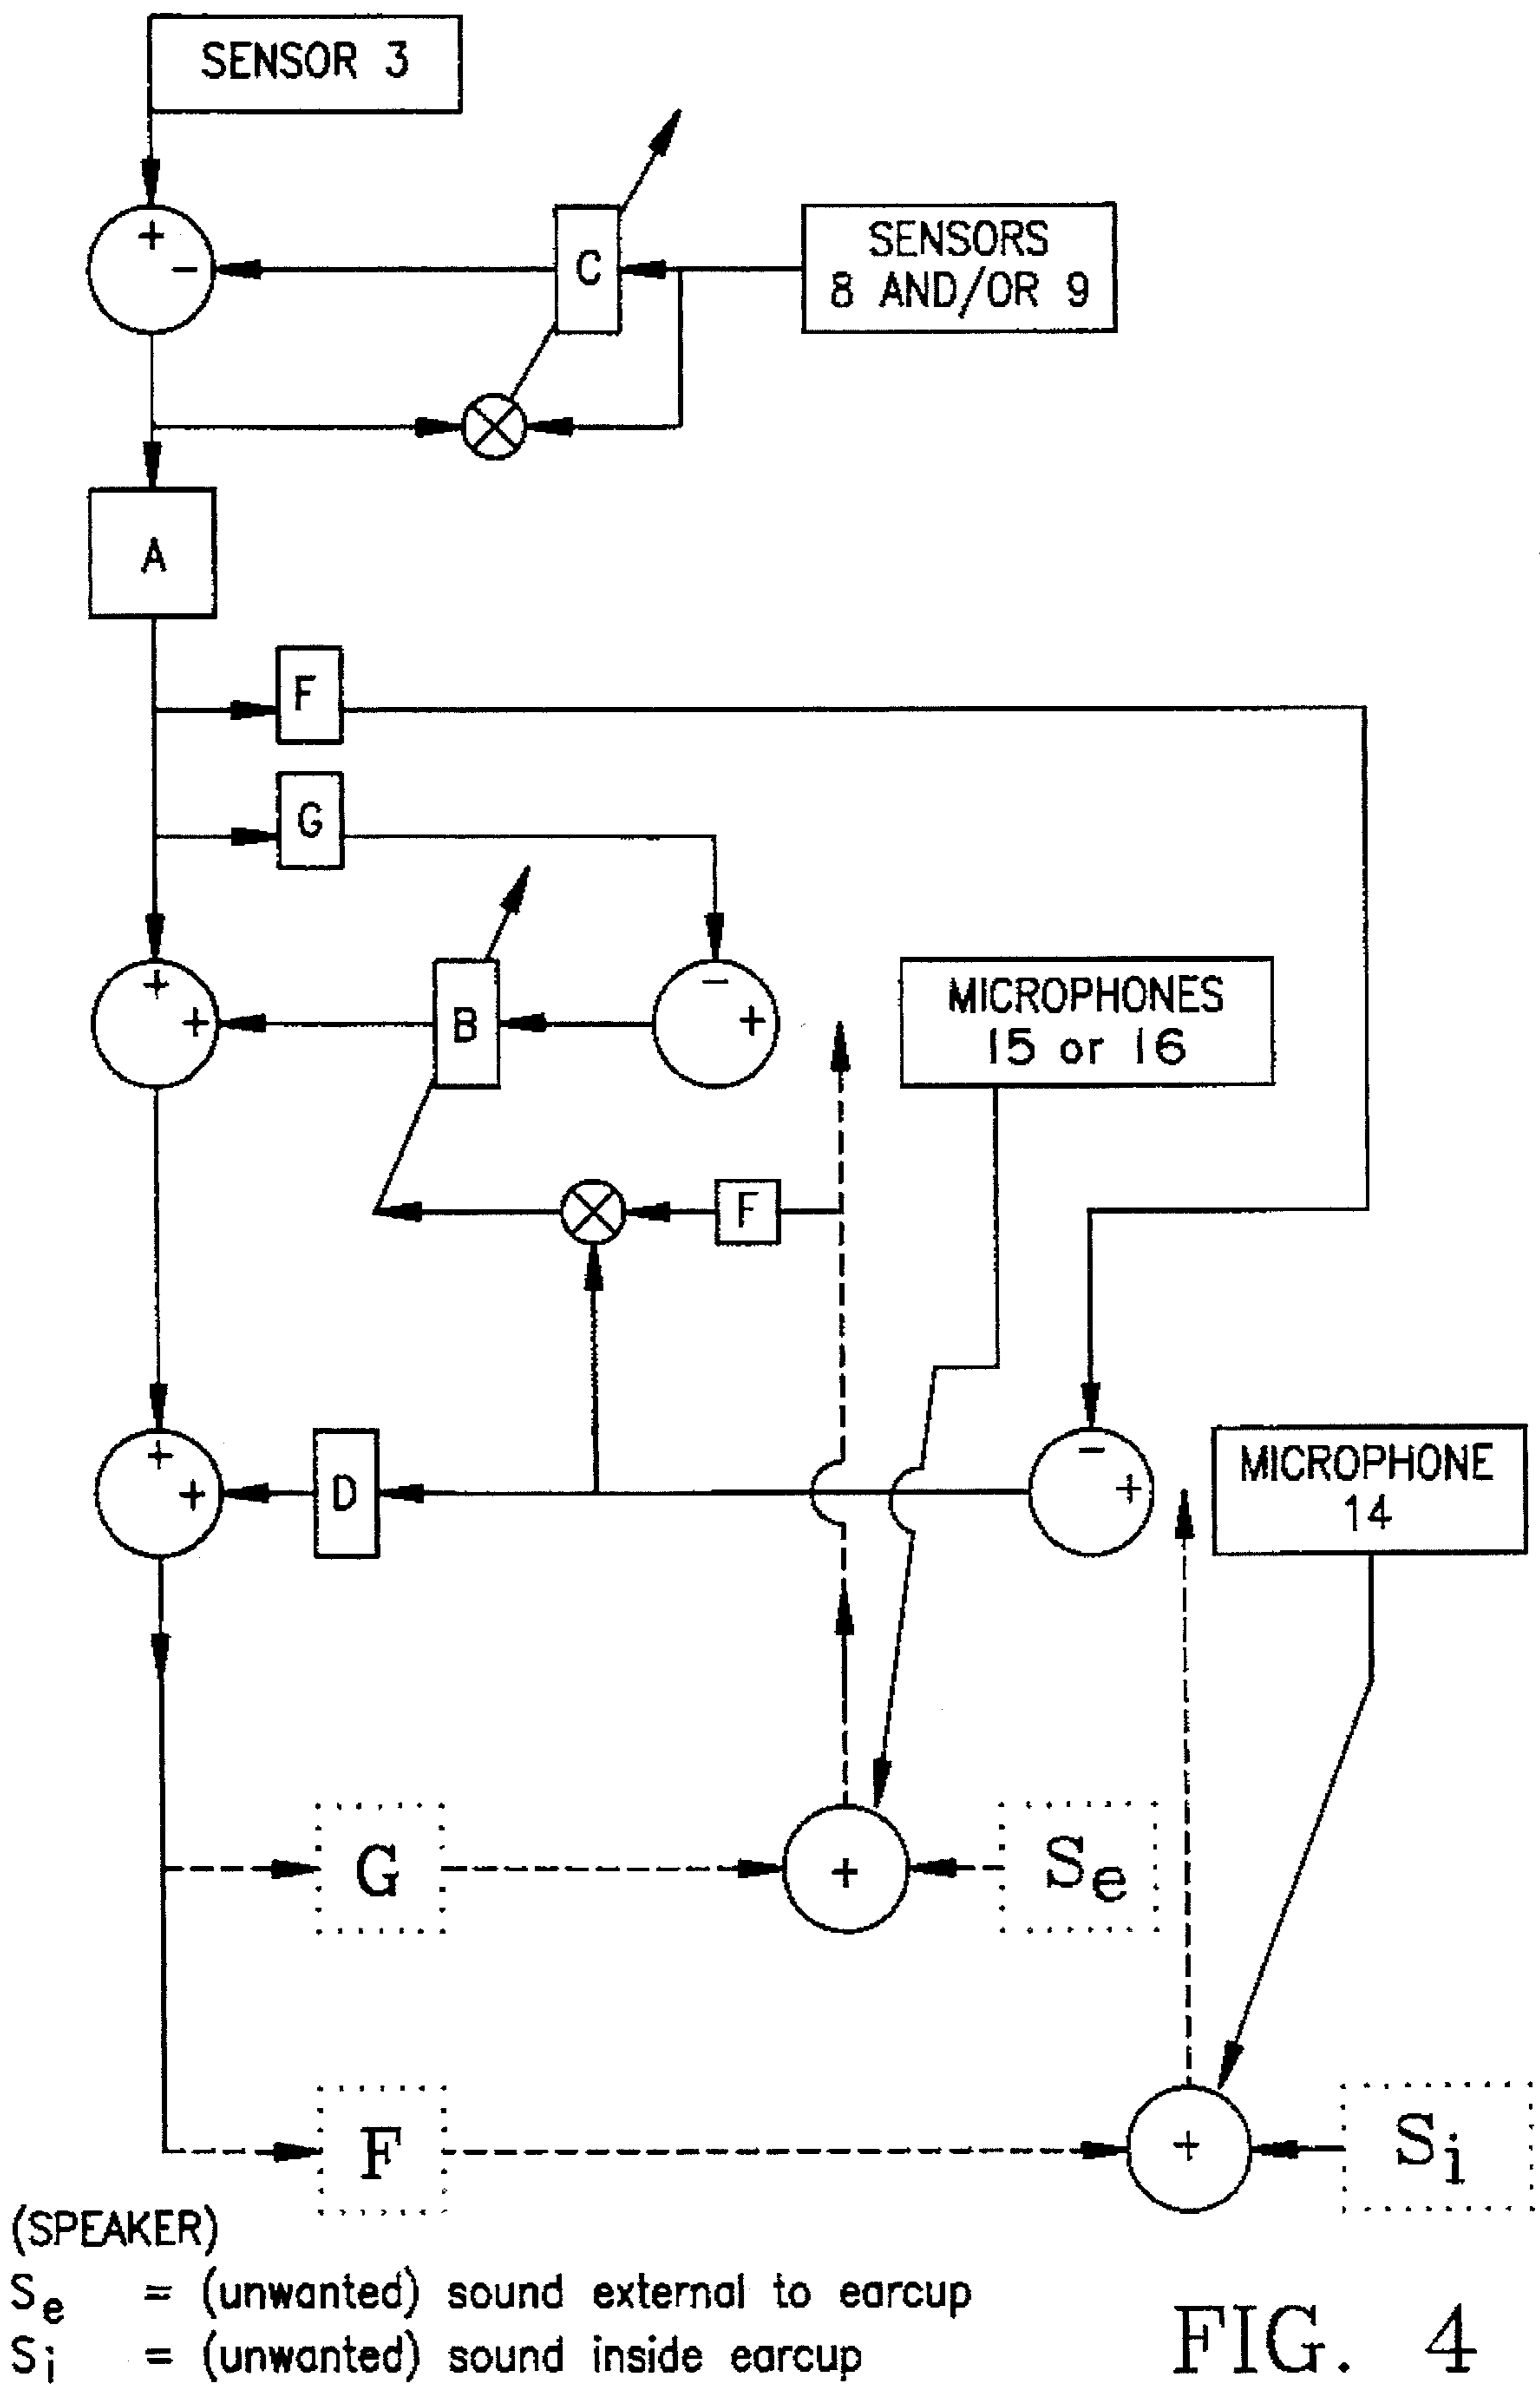 SENSOR 3
+
−
C
SENSORS
8 AND/OR 9
A
F
G
+
+
B
−
+
MICROPHONES
15 or 16
F
+
+
D
−
+
MICROPHONE
14
G
+
Se
F
+
Si
(SPEAKER)
Se = (unwanted) sound external to earcup
Si = (unwanted) sound inside earcup
FIG. 4